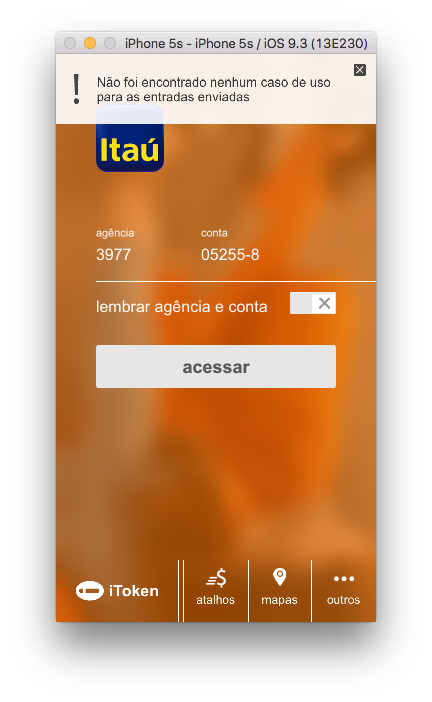 iPhone 5s - iPhone 5s / iOS 9.3 (13E230)
Não foi encontrado nenhum caso de uso
para as entradas enviadas
Itaú
agência conta
3977 05255-8
lembrar agência e conta
acessar
iToken atalhos mapas outros